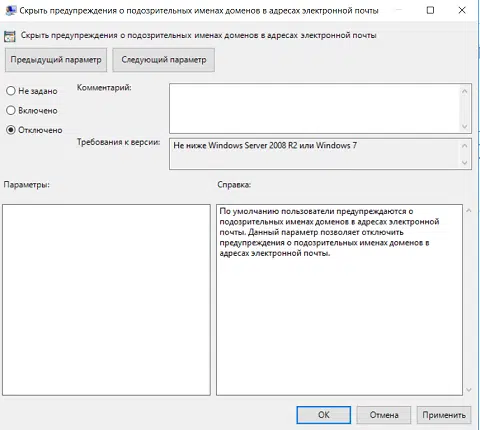 Скрыть предупреждения о подозрительных именах доменов в адресах электронной почты
Скрыть предупреждения о подозрительных именах доменов в адресах электронной почты
Предыдущий параметр
Следующий параметр
Не задано
Комментарий:
Включено
Отключено
Требования к версии:
Не ниже Windows Server 2008 R2 или Windows 7
Параметры:
Справка:
По умолчанию пользователи предупреждаются о
подозрительных именах доменов в адресах электронной
почты. Данный параметр позволяет отключить
предупреждения о подозрительных именах доменов в
адресах электронной почты.
ОК
Отмена
Применить